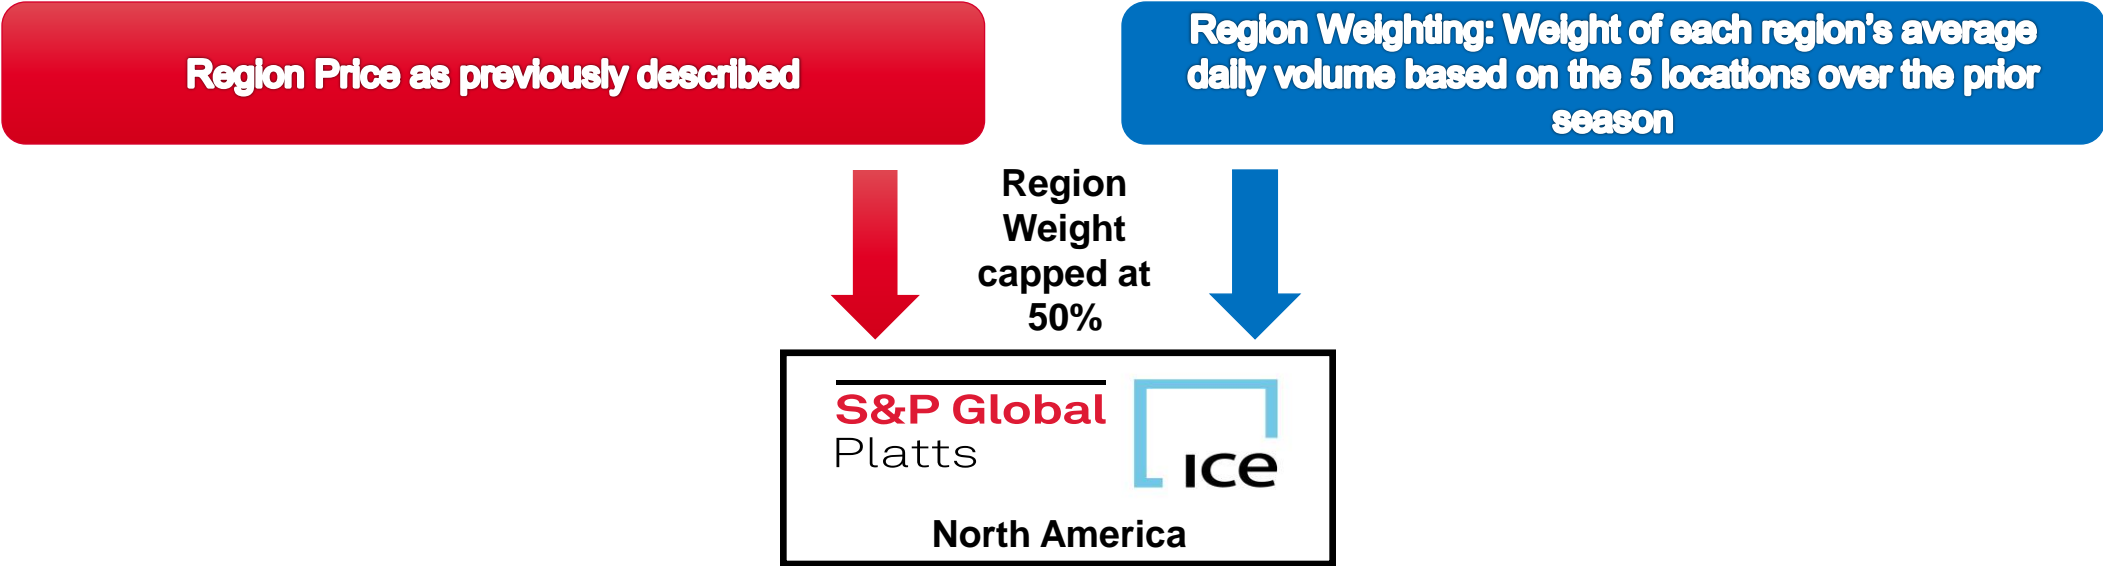 Region Price as previously described
Region Weighting: Weight of each region’s average
daily volume based on the 5 locations over the prior
season
Region
Weight
capped at
50%
S&P Global
Platts
ice
North America